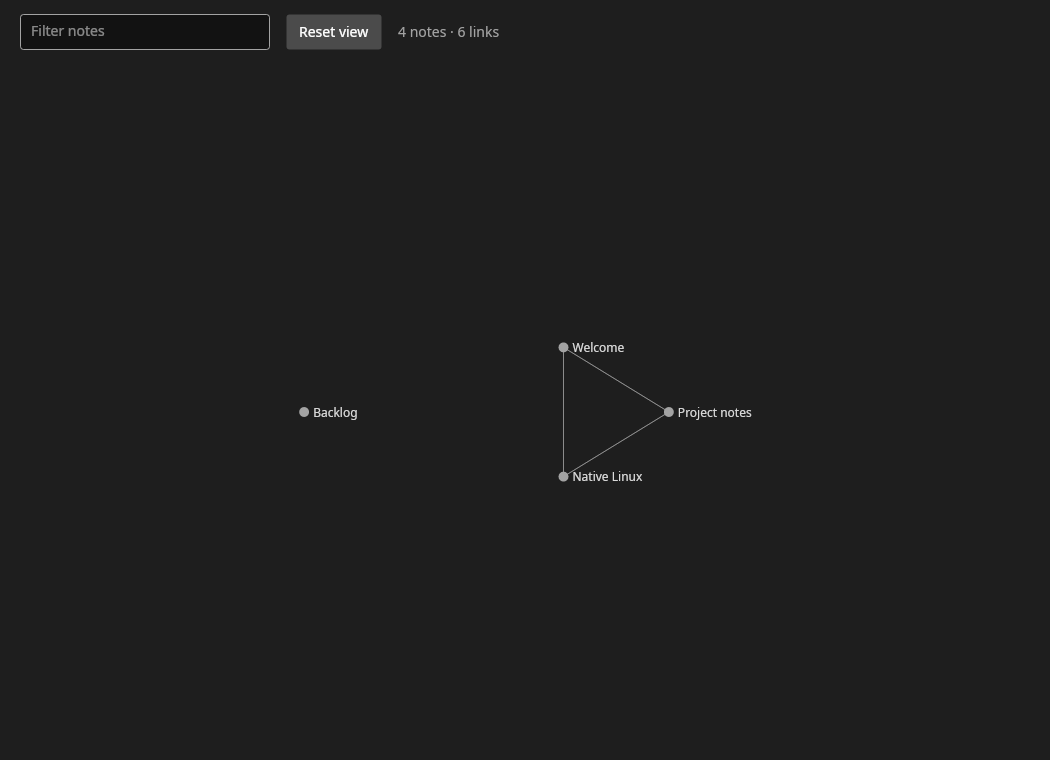 Filter notes
Reset view
4 notes · 6 links
Welcome
Backlog
Project notes
Native Linux